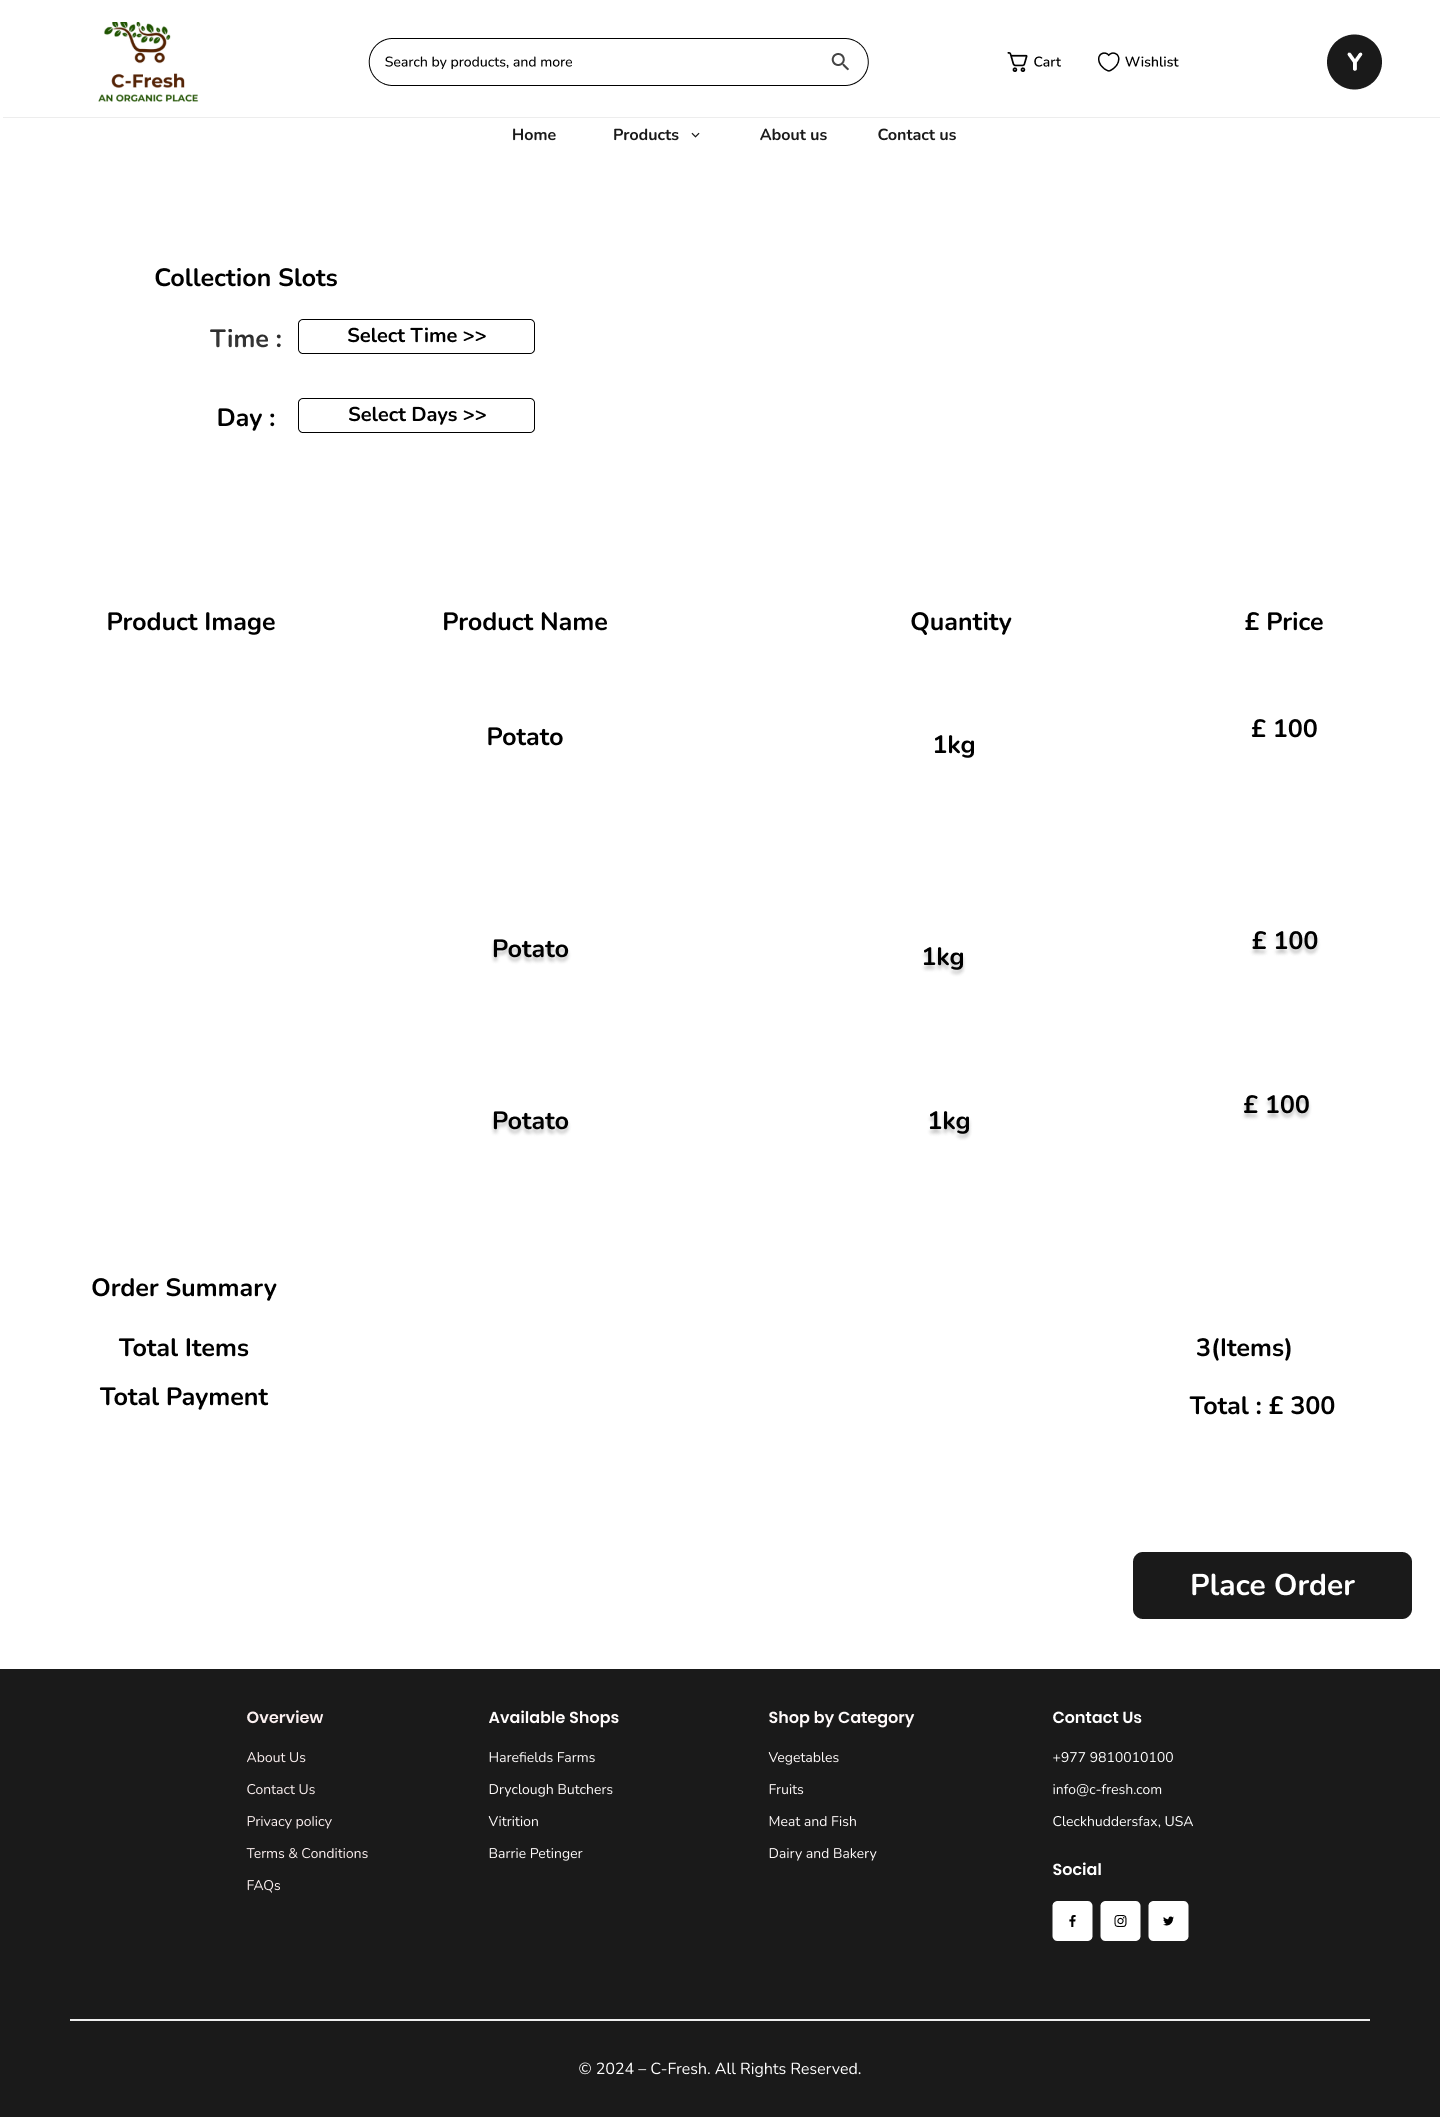 C-Fresh
AN ORGANIC PLACE
Search by products, and more
Cart
Wishlist
Y
Home
Products
About us
Contact us
Collection Slots
Time :
Select Time >>
Day :
Select Days >>
Product Image
Product Name
Quantity
£ Price
Potato
1kg
£ 100
Potato
1kg
£ 100
Potato
1kg
£ 100
Order Summary
Total Items
3(Items)
Total Payment
Total : £ 300
Place Order
Overview
About Us
Contact Us
Privacy policy
Terms & Conditions
FAQs
Available Shops
Harefields Farms
Dryclough Butchers
Vitrition
Barrie Petinger
Shop by Category
Vegetables
Fruits
Meat and Fish
Dairy and Bakery
Contact Us
+977 9810010100
info@c-fresh.com
Cleckhuddersfax, USA
Social
© 2024 – C-Fresh. All Rights Reserved.